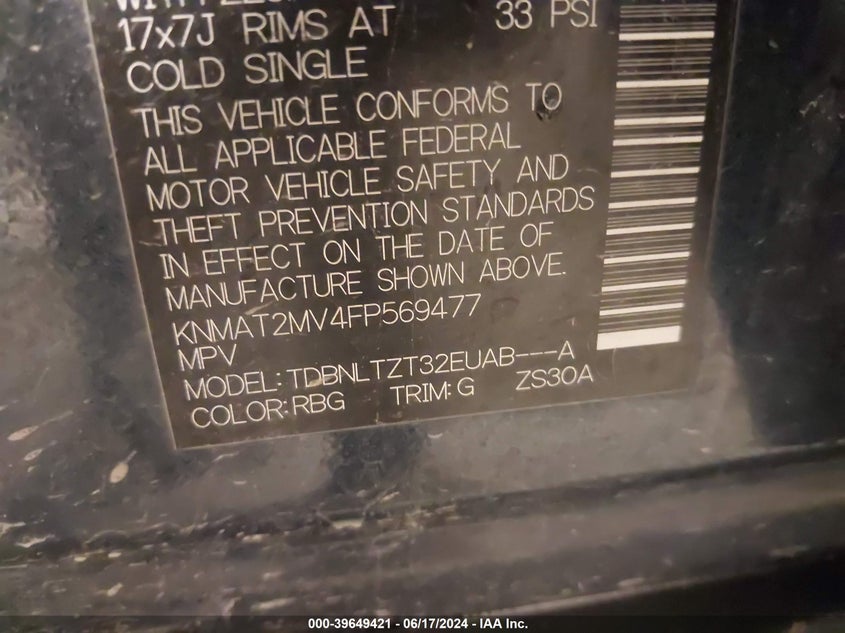 17x7J RIMS AT 33 PSI
COLD SINGLE
THIS VEHICLE CONFORMS TO
ALL APPLICABLE FEDERAL
MOTOR VEHICLE SAFETY AND
THEFT PREVENTION STANDARDS
IN EFFECT ON THE DATE OF
MANUFACTURE SHOWN ABOVE.
KNMAT2MV4FP569477
MPV
MODEL: TDBNLTZT32EUAB---A
COLOR: RBG TRIM: G ZS30A
000-39649421 - 06/17/2024 - IAA Inc.